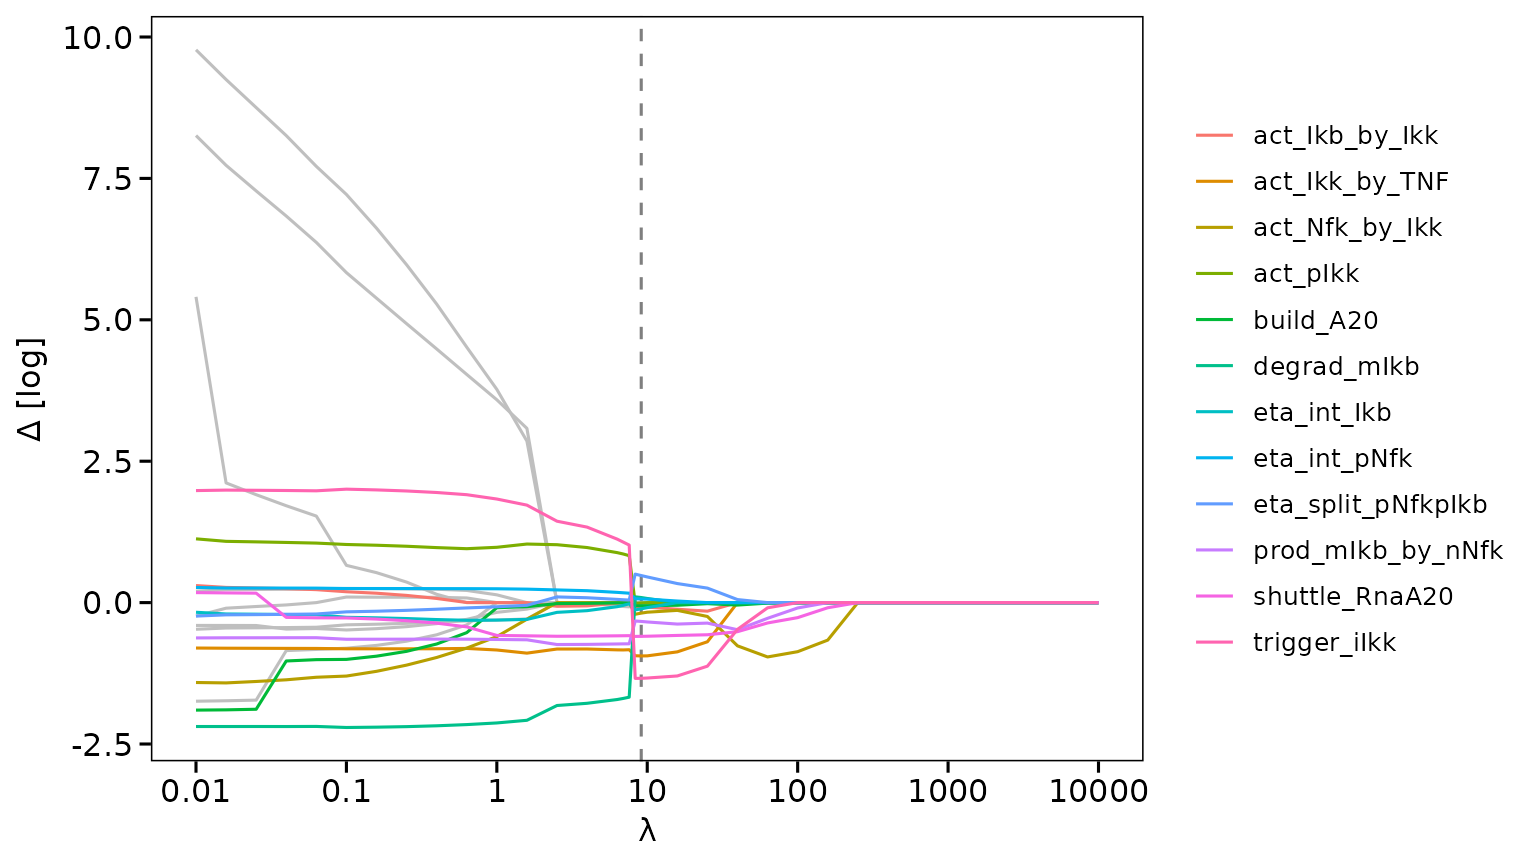 10.0
7.5
5.0
2.5
0.0
-2.5
Δ [log]
0.01 0.1 1 10 100 1000 10000
λ
act_Ikb_by_Ikk
act_Ikk_by_TNF
act_Nfk_by_Ikk
act_pIkk
build_A20
degrad_mIkb
eta_int_Ikb
eta_int_pNfk
eta_split_pNfkpIkb
prod_mIkb_by_nNfk
shuttle_RnaA20
trigger_iIkk